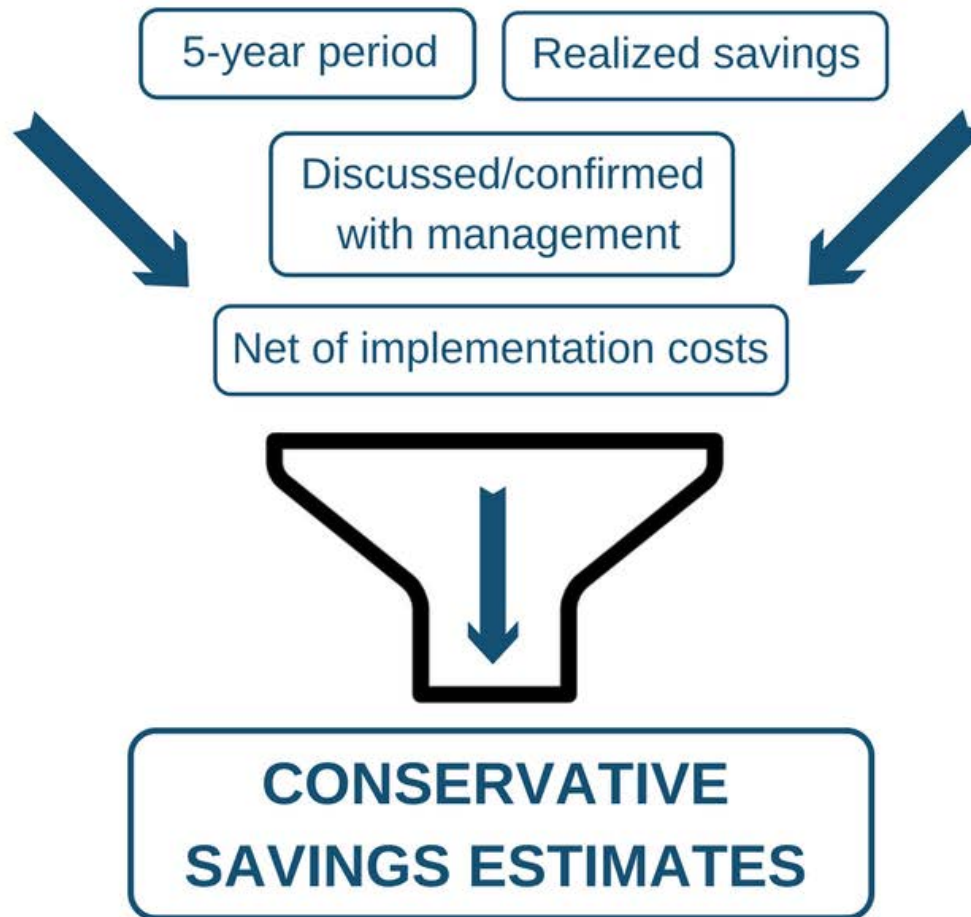 5-year period
Realized savings
Discussed/confirmed
with management
Net of implementation costs
CONSERVATIVE
SAVINGS ESTIMATES